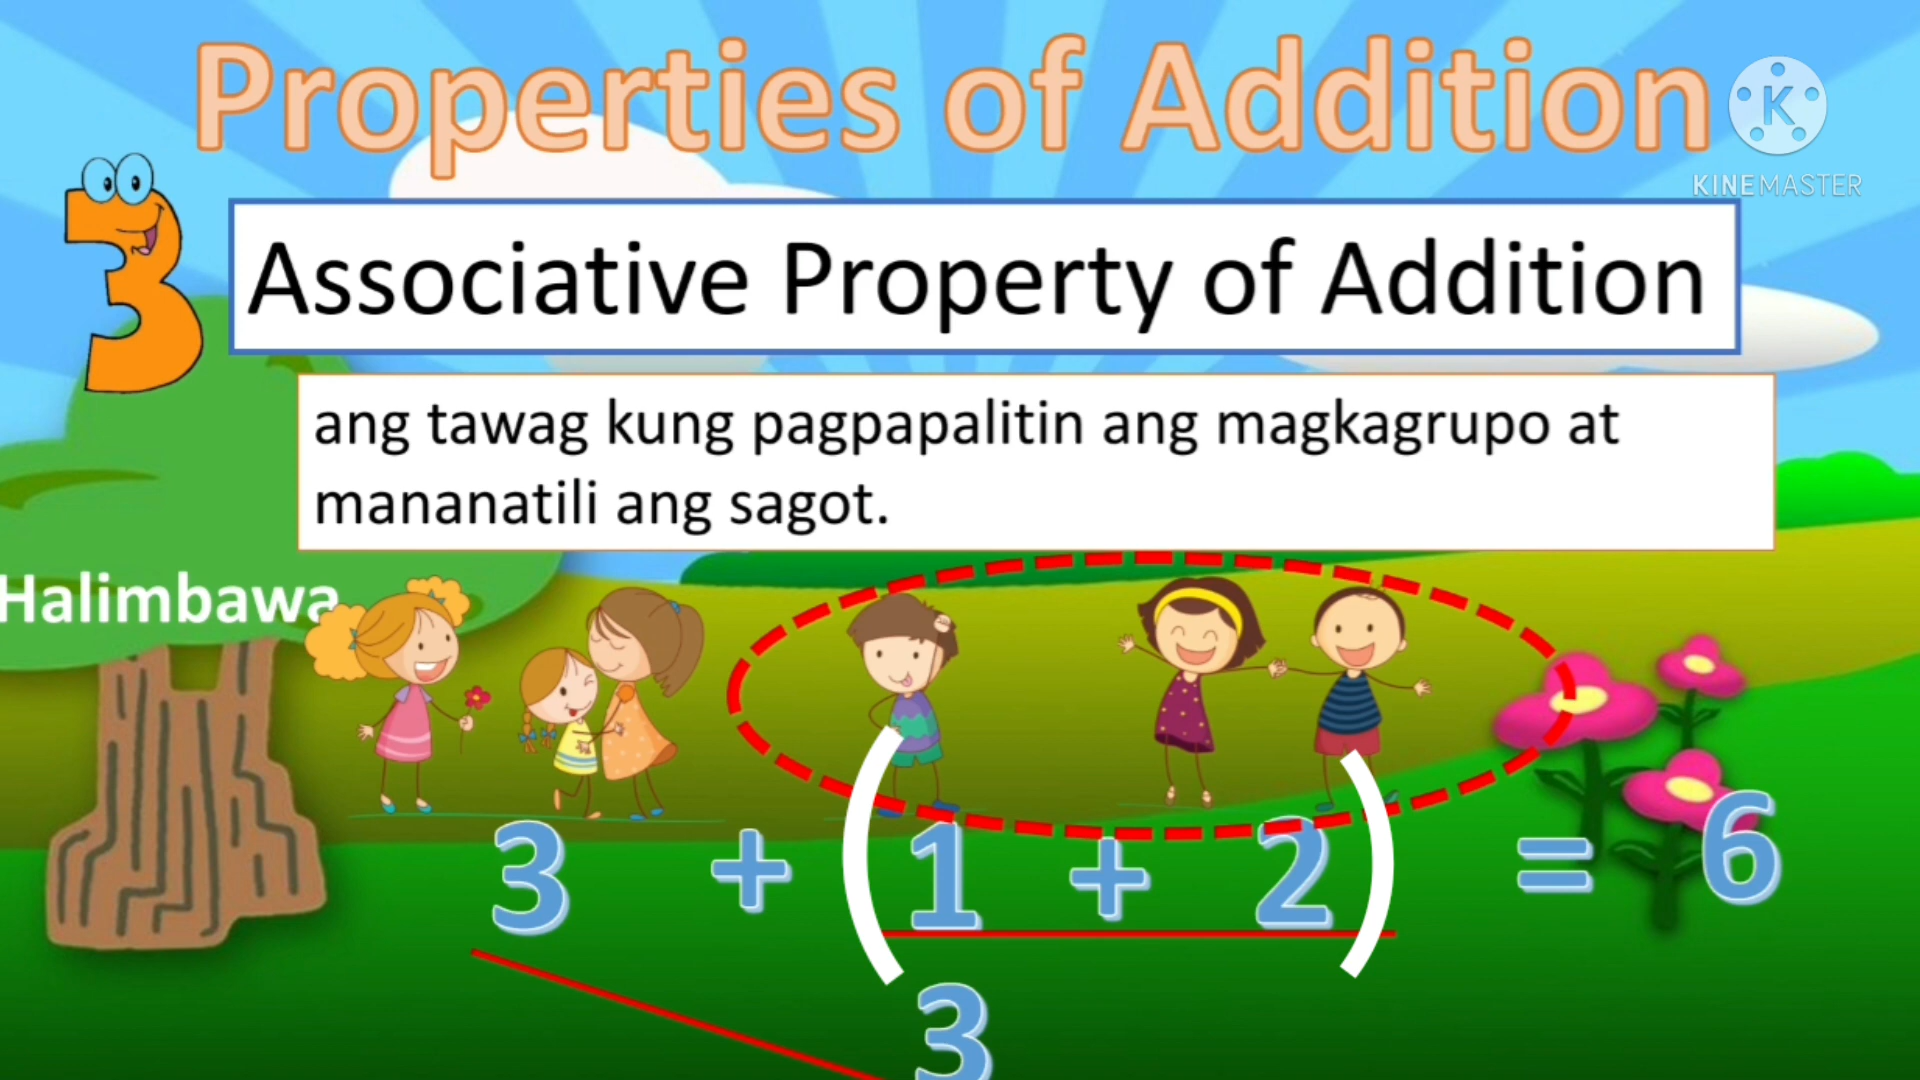 Properties of Addition
K
KINEMASTER
3
Associative Property of Addition
ang tawag kung pagpapalitin ang magkagrupo at
mananatili ang sagot.
Halimbawa
3 + (1 + 2) = 6
3